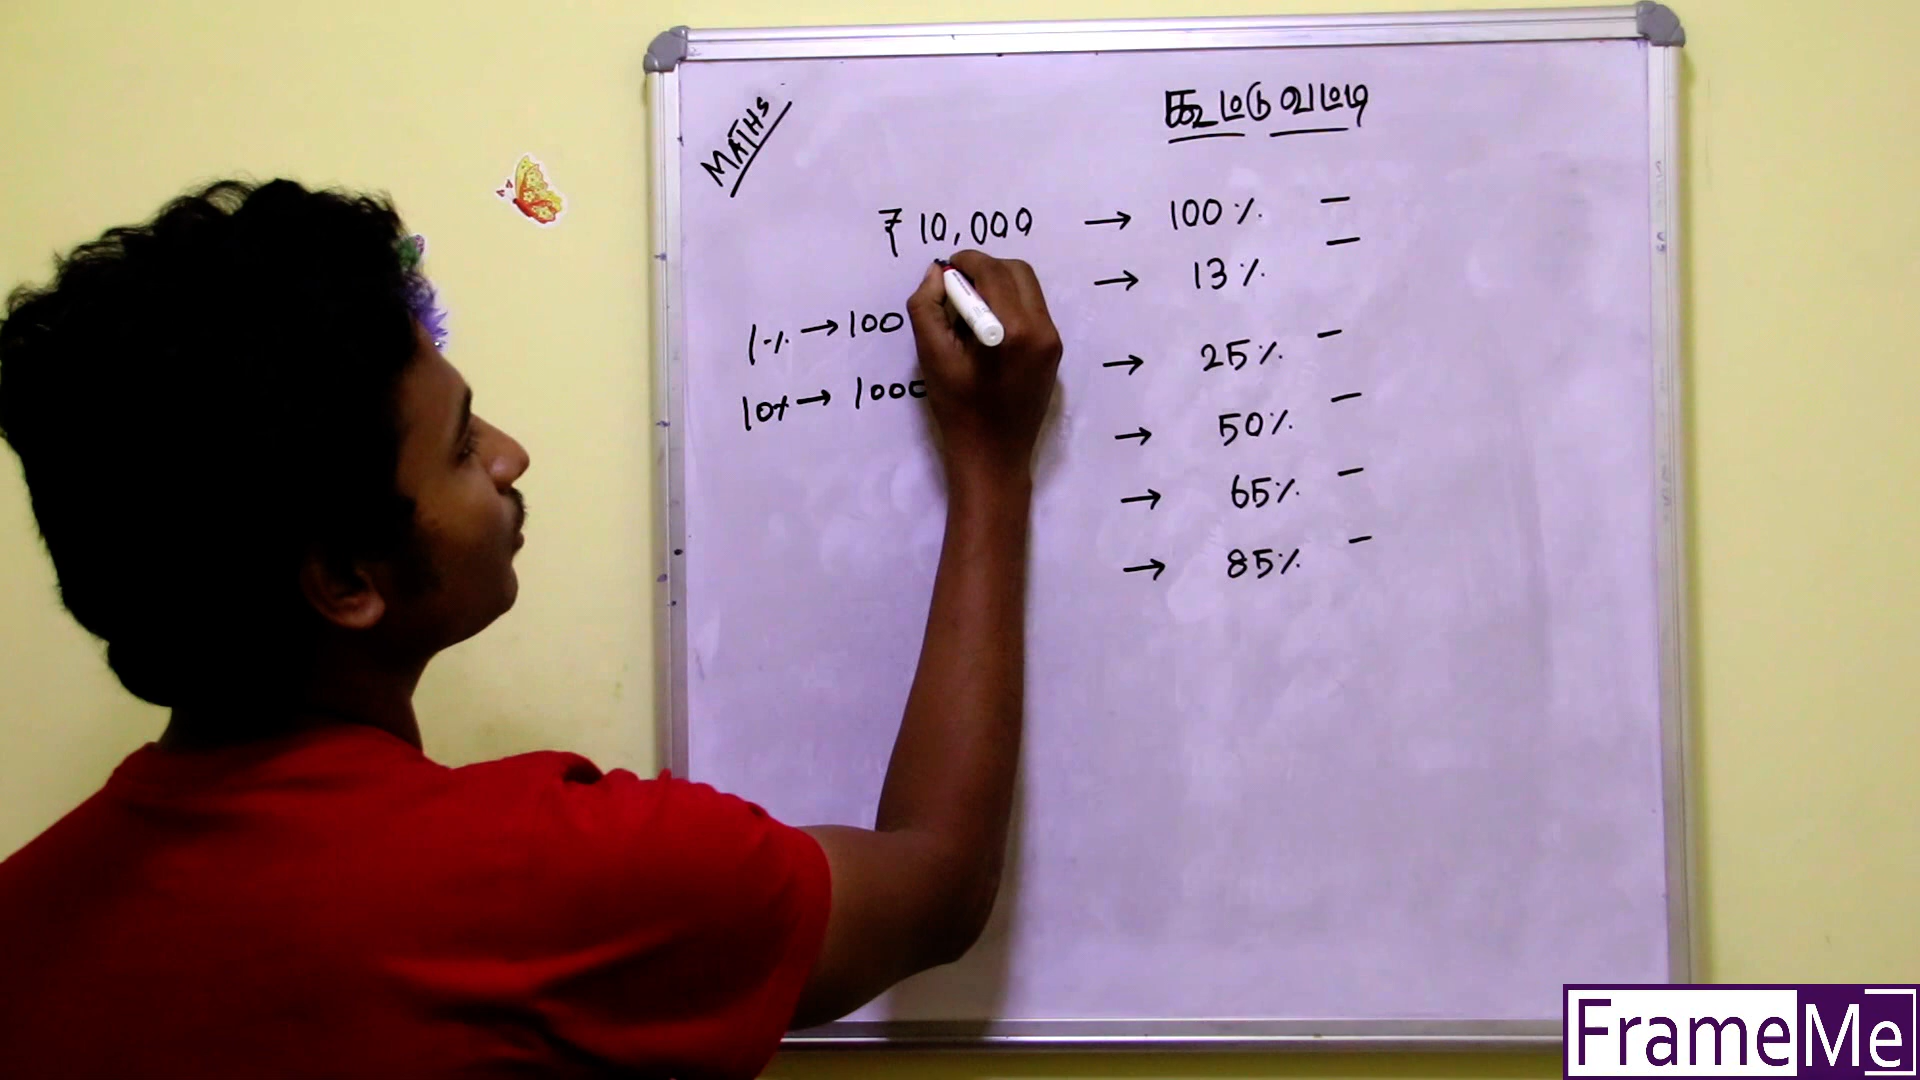 MATHS
கூட்டு வட்டி
₹ 10,000 → 100 % –
→ 13 % –
1 % → 100
→ 25 % –
10% → 1000
→ 50 % –
→ 65 % –
→ 85 % –
FrameMe